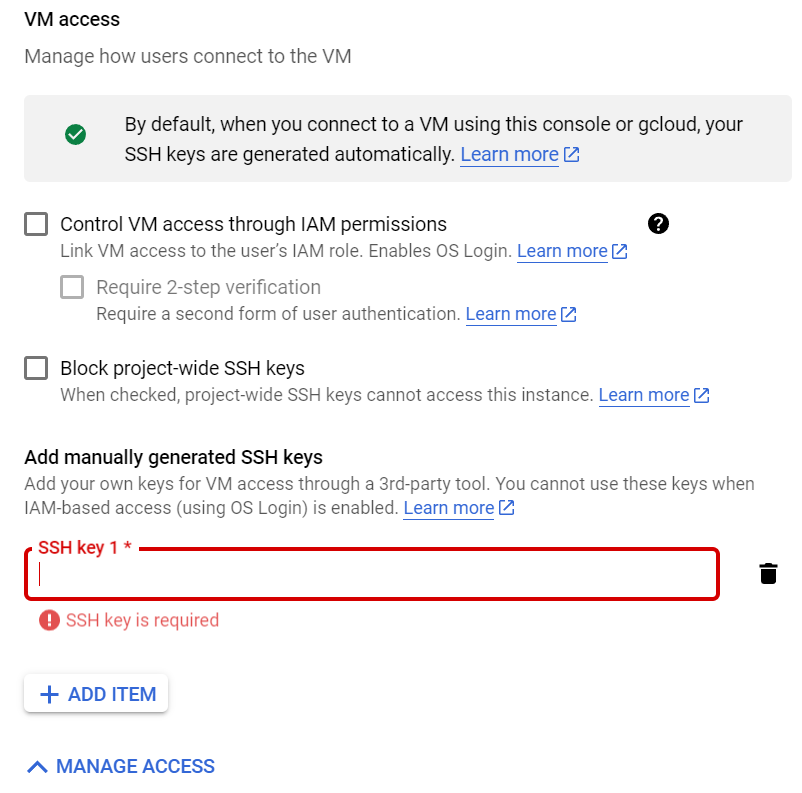 VM access
Manage how users connect to the VM
By default, when you connect to a VM using this console or gcloud, your
SSH keys are generated automatically. Learn more
Control VM access through IAM permissions
Link VM access to the user’s IAM role. Enables OS Login. Learn more
Require 2-step verification
Require a second form of user authentication. Learn more
Block project-wide SSH keys
When checked, project-wide SSH keys cannot access this instance. Learn more
Add manually generated SSH keys
Add your own keys for VM access through a 3rd-party tool. You cannot use these keys when
IAM-based access (using OS Login) is enabled. Learn more
SSH key 1 *
SSH key is required
ADD ITEM
MANAGE ACCESS